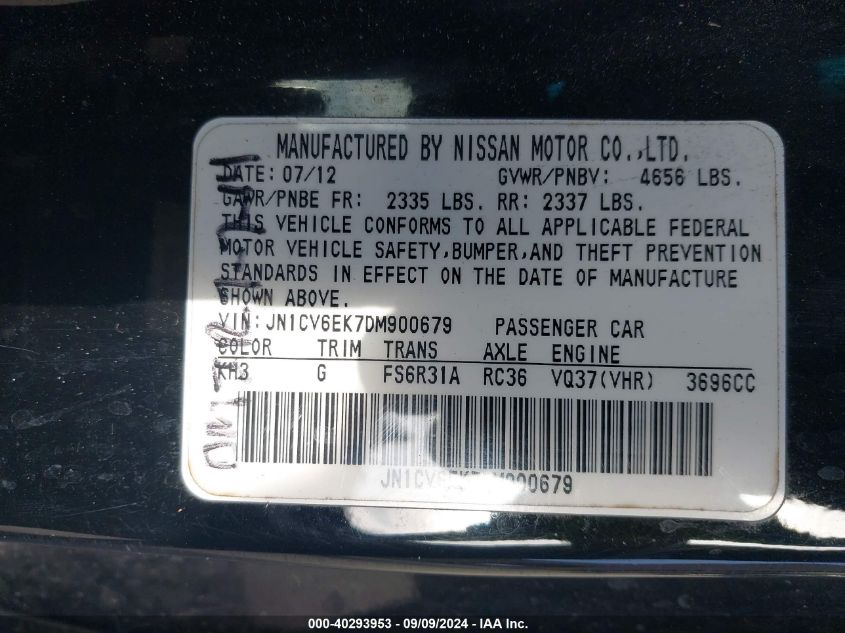 MANUFACTURED BY NISSAN MOTOR CO.,LTD.
DATE: 07/12 GVWR/PNBV: 4656 LBS.
GAWR/PNBE FR: 2335 LBS. RR: 2337 LBS.
THIS VEHICLE CONFORMS TO ALL APPLICABLE FEDERAL
MOTOR VEHICLE SAFETY,BUMPER,AND THEFT PREVENTION
STANDARDS IN EFFECT ON THE DATE OF MANUFACTURE
SHOWN ABOVE.
VIN: JN1CV6EK7DM900679 PASSENGER CAR
COLOR TRIM TRANS AXLE ENGINE
KH3 G FS6R31A RC36 VQ37(VHR) 3696CC
JN1CV6EK7DM900679
000-40293953 - 09/09/2024 - IAA Inc.